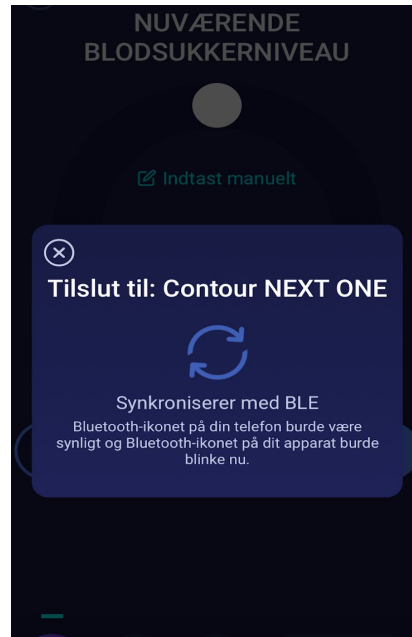 NUVÆRENDE
BLODSUKKERNIVEAU
Indtast manuelt
Tilslut til: Contour NEXT ONE
Synkroniserer med BLE
Bluetooth-ikonet på din telefon burde være
synligt og Bluetooth-ikonet på dit apparat burde
blinke nu.